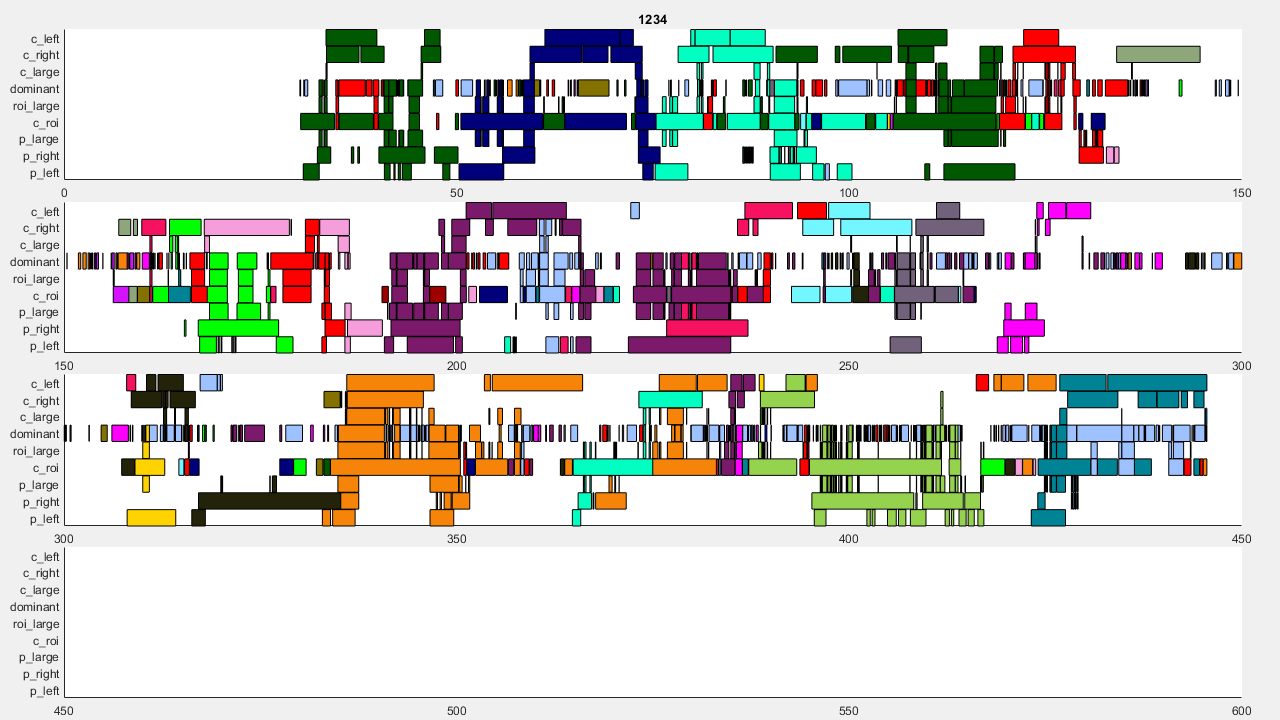 1234
c_left
c_right
c_large
dominant
roi_large
c_roi
p_large
p_right
p_left
0 50 100 150
c_left
c_right
c_large
dominant
roi_large
c_roi
p_large
p_right
p_left
150 200 250 300
c_left
c_right
c_large
dominant
roi_large
c_roi
p_large
p_right
p_left
300 350 400 450
c_left
c_right
c_large
dominant
roi_large
c_roi
p_large
p_right
p_left
450 500 550 600